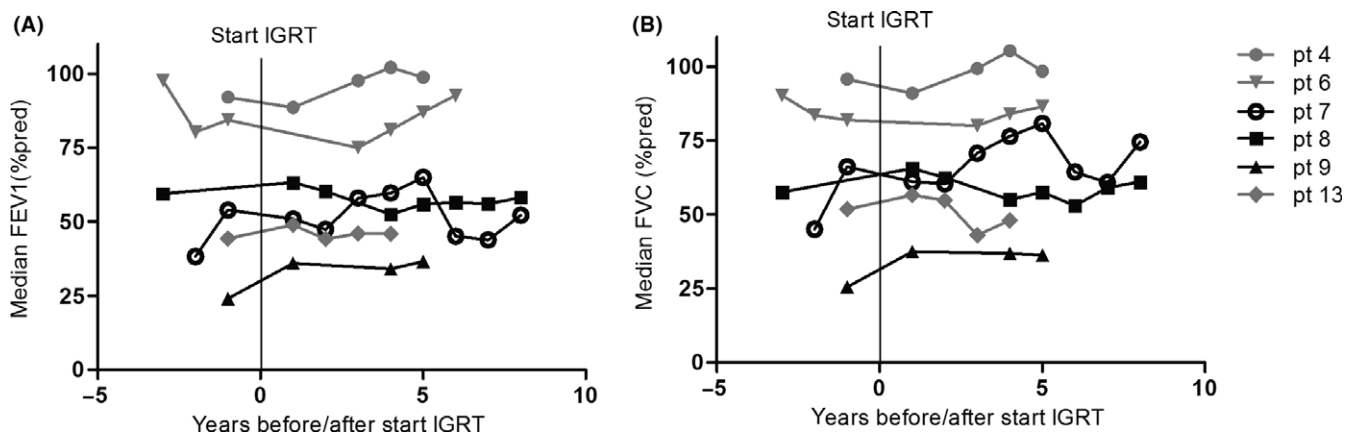 (A)
Start IGRT
Median FEV1(%pred)
100
75
50
25
0
−5
0
5
10
Years before/after start IGRT
(B)
Start IGRT
Median FVC (%pred)
100
75
50
25
0
−5
0
5
10
Years before/after start IGRT
pt 4
pt 6
pt 7
pt 8
pt 9
pt 13